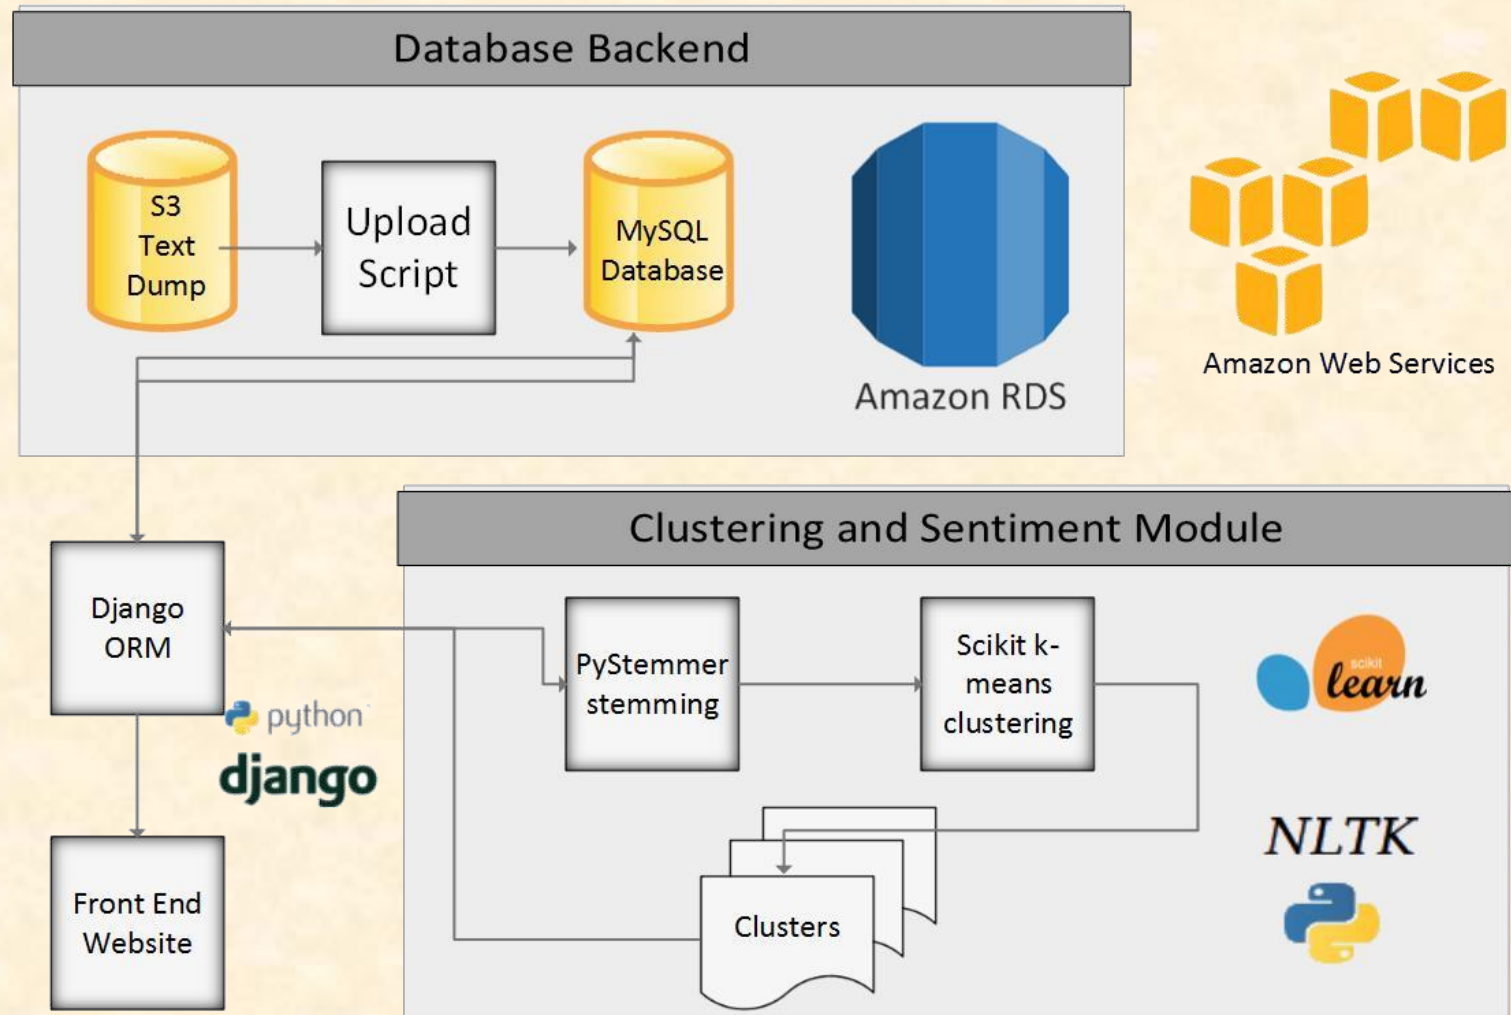 Database Backend
S3
Text
Dump
Upload
Script
MySQL
Database
Amazon RDS
Amazon Web Services
Clustering and Sentiment Module
Django
ORM
python
django
PyStemmer
stemming
Scikit k-
means
clustering
scikit
learn
NLTK
Front End
Website
Clusters